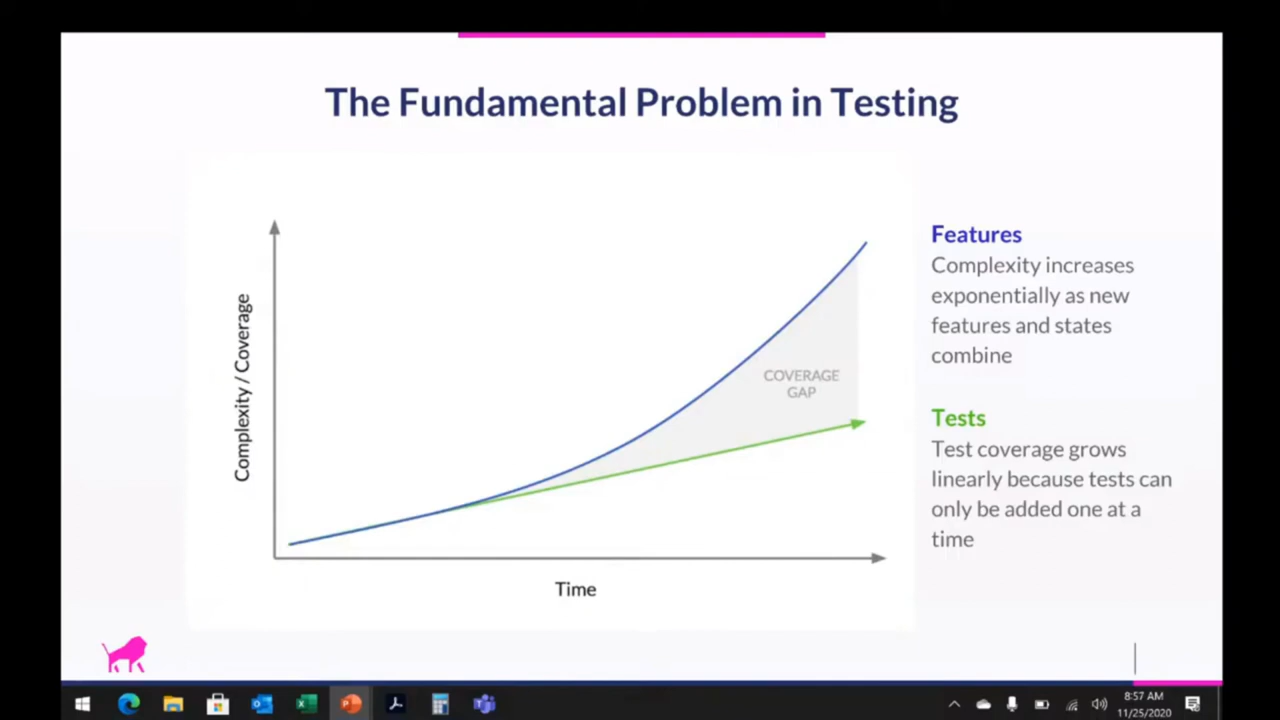 The Fundamental Problem in Testing
Complexity / Coverage
COVERAGE
GAP
Time
Features
Complexity increases
exponentially as new
features and states
combine
Tests
Test coverage grows
linearly because tests can
only be added one at a
time
8:57 AM
11/25/2020